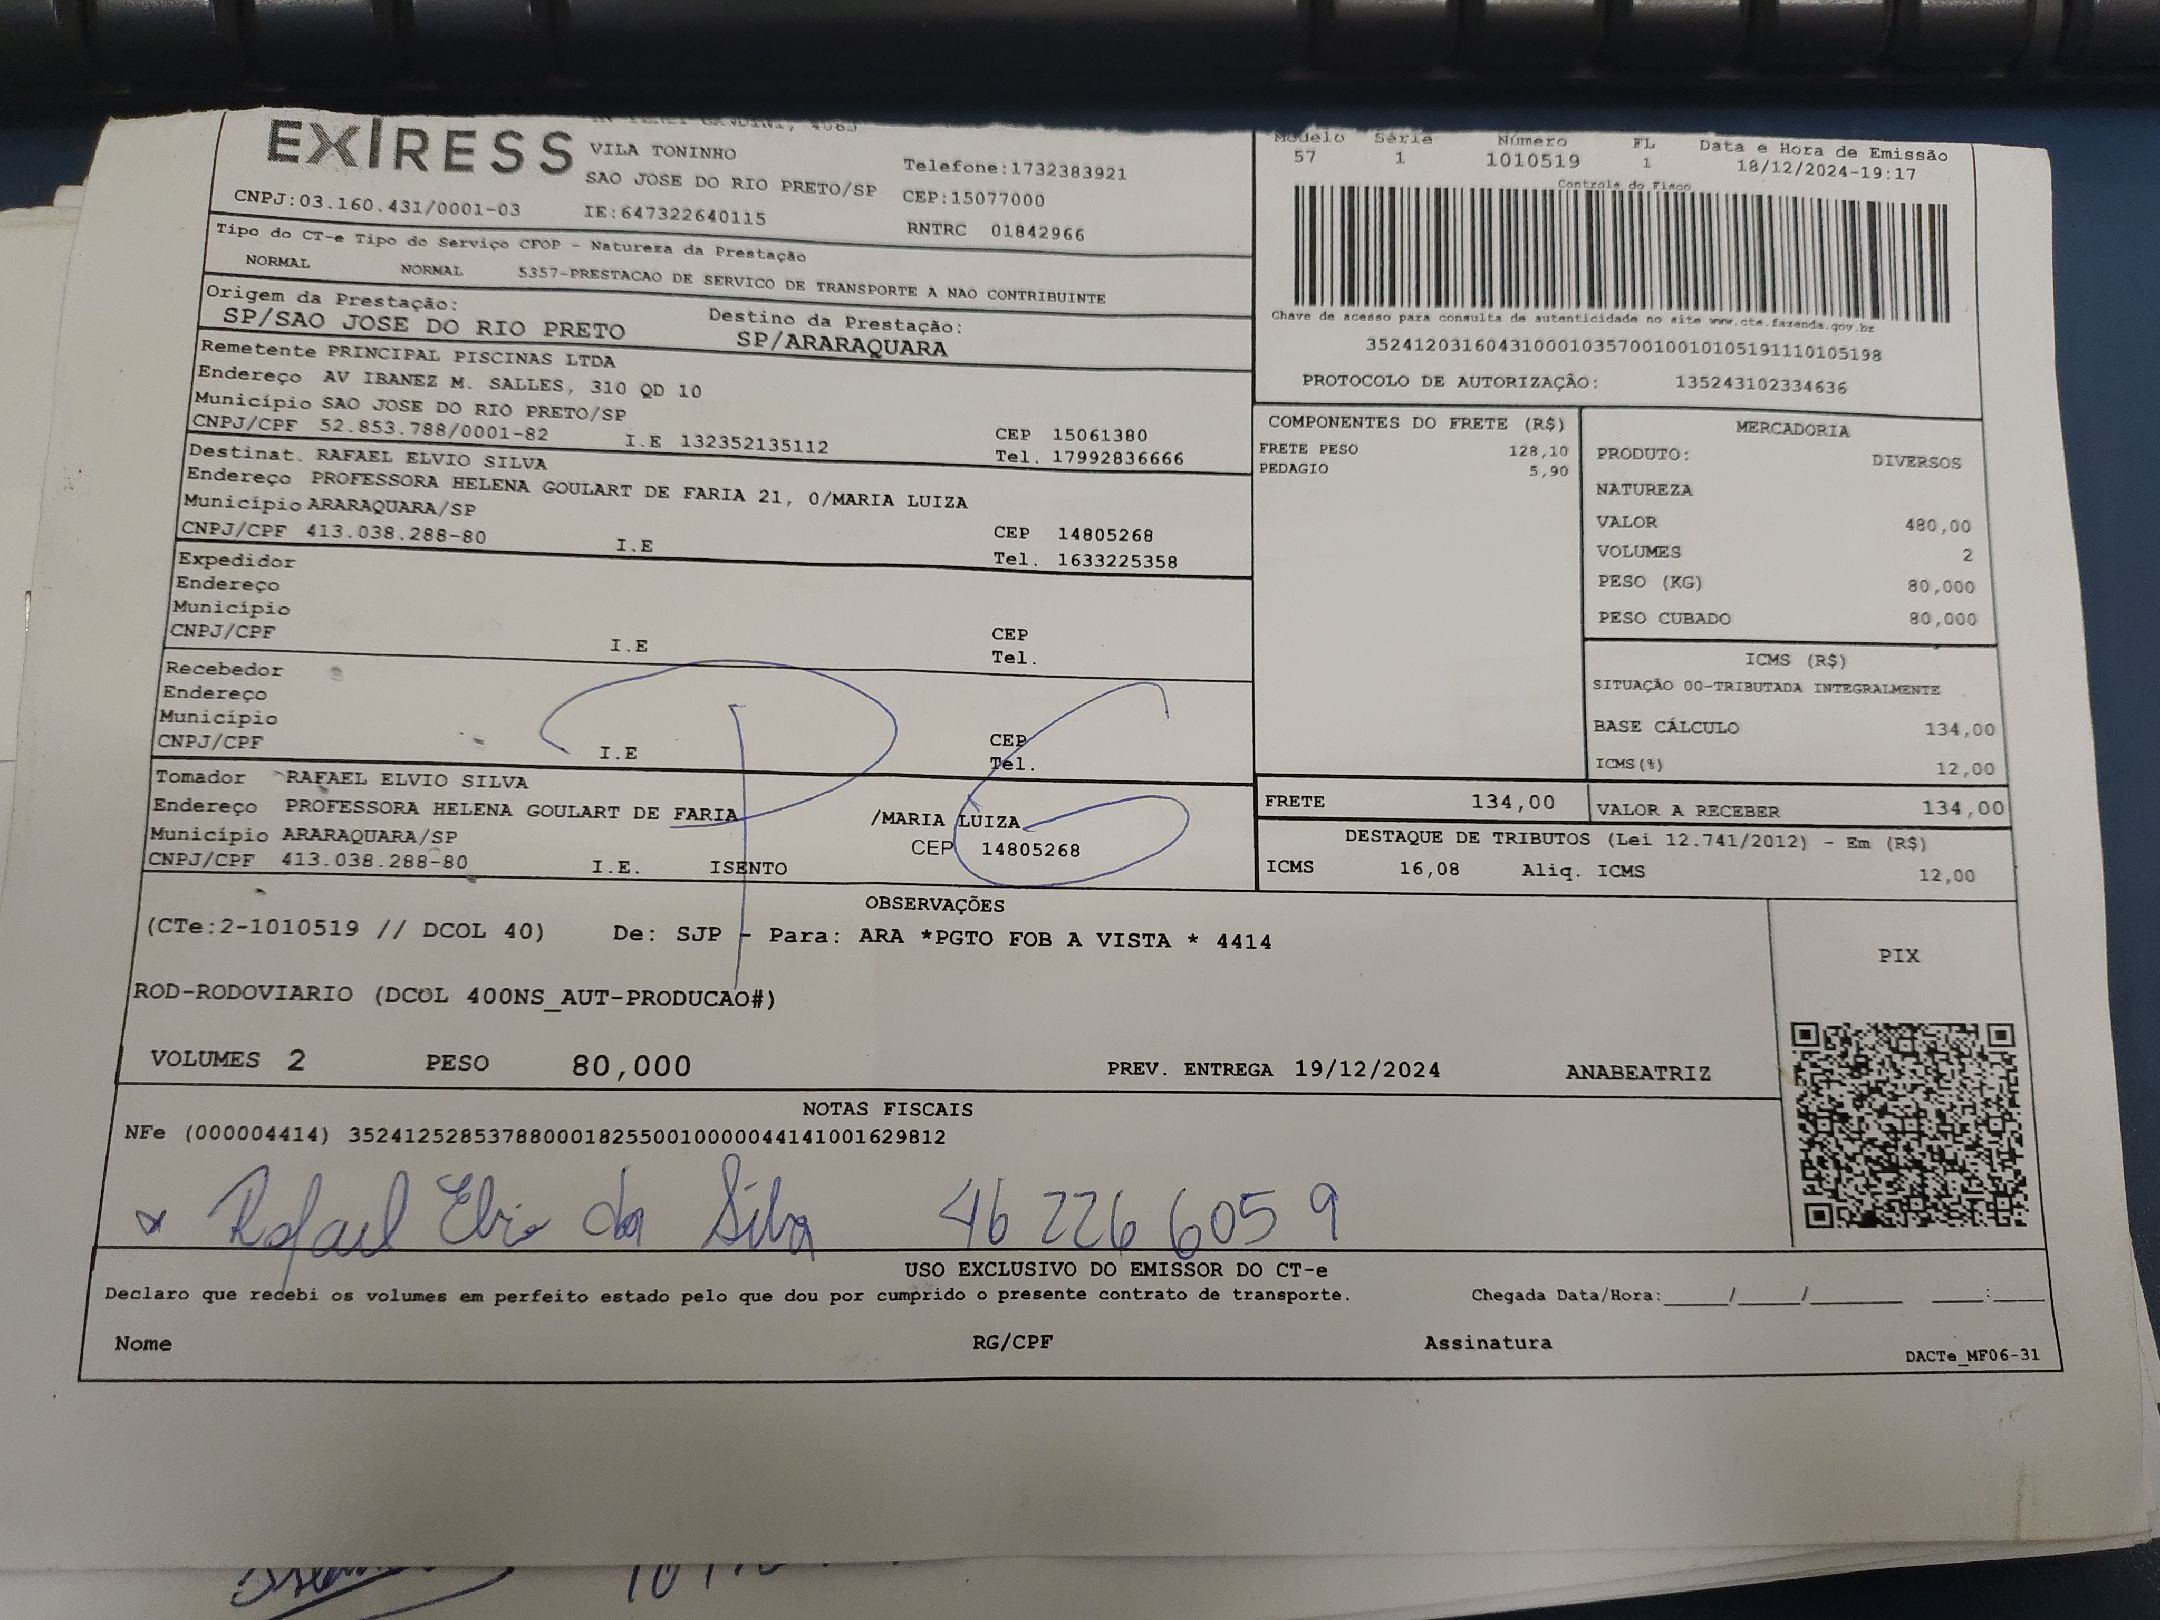 EXIRESS
VILA TONINHO
SAO JOSE DO RIO PRETO/SP
Telefone:1732383921
CEP:15077000
CNPJ:03.160.431/0001-03 IE:647322640115
RNTRC 01842966
Tipo do CT-e Tipo do Serviço CFOP - Natureza da Prestação
NORMAL NORMAL 5357-PRESTACAO DE SERVICO DE TRANSPORTE A NAO CONTRIBUINTE
Origem da Prestação: Destino da Prestação:
SP/SAO JOSE DO RIO PRETO SP/ARARAQUARA
Remetente PRINCIPAL PISCINAS LTDA
Endereço AV IBANEZ M. SALLES, 310 QD 10
Município SAO JOSE DO RIO PRETO/SP CEP 15061380
CNPJ/CPF 52.853.788/0001-82 I.E 132352135112 Tel. 17992836666
Destinat. RAFAEL ELVIO SILVA
Endereço PROFESSORA HELENA GOULART DE FARIA 21, 0/MARIA LUIZA
Município ARARAQUARA/SP CEP 14805268
CNPJ/CPF 413.038.288-80 I.E Tel. 1633225358
Expedidor
Endereço
Município CEP
CNPJ/CPF I.E Tel.
Recebedor
Endereço
Município CEP
CNPJ/CPF I.E Tel.
Tomador RAFAEL ELVIO SILVA
Endereço PROFESSORA HELENA GOULART DE FARIA /MARIA LUIZA
Município ARARAQUARA/SP CEP 14805268
CNPJ/CPF 413.038.288-80 I.E. ISENTO
Modelo Série Número FL Data e Hora de Emissão
57 1 1010519 1 18/12/2024-19:17
Controle do Fisco
Chave de acesso para consulta de autenticidade no site www.cte.fazenda.gov.br
35241203160431000103570010010105191110105198
PROTOCOLO DE AUTORIZAÇÃO: 135243102334636
COMPONENTES DO FRETE (R$)
FRETE PESO 128,10
PEDAGIO 5,90
MERCADORIA
PRODUTO: DIVERSOS
NATUREZA
VALOR 480,00
VOLUMES 2
PESO (KG) 80,000
PESO CUBADO 80,000
ICMS (R$)
SITUAÇÃO 00-TRIBUTADA INTEGRALMENTE
BASE CÁLCULO 134,00
ICMS(%) 12,00
FRETE 134,00 VALOR A RECEBER 134,00
DESTAQUE DE TRIBUTOS (Lei 12.741/2012) - Em (R$)
ICMS 16,08 Aliq. ICMS 12,00
OBSERVAÇÕES
(CTe:2-1010519 // DCOL 40) De: SJP - Para: ARA *PGTO FOB A VISTA * 4414
PIX
ROD-RODOVIARIO (DCOL 400NS_AUT-PRODUCAO#)
VOLUMES 2 PESO 80,000 PREV. ENTREGA 19/12/2024 ANABEATRIZ
NOTAS FISCAIS
NFe (000004414) 35241252853788000182550010000044141001629812
Rafael Elvio da Silva 46 226 605 9
USO EXCLUSIVO DO EMISSOR DO CT-e
Declaro que recebi os volumes em perfeito estado pelo que dou por cumprido o presente contrato de transporte. Chegada Data/Hora:_____/_____/_______ ____:____
Nome RG/CPF Assinatura
DACTe_MF06-31